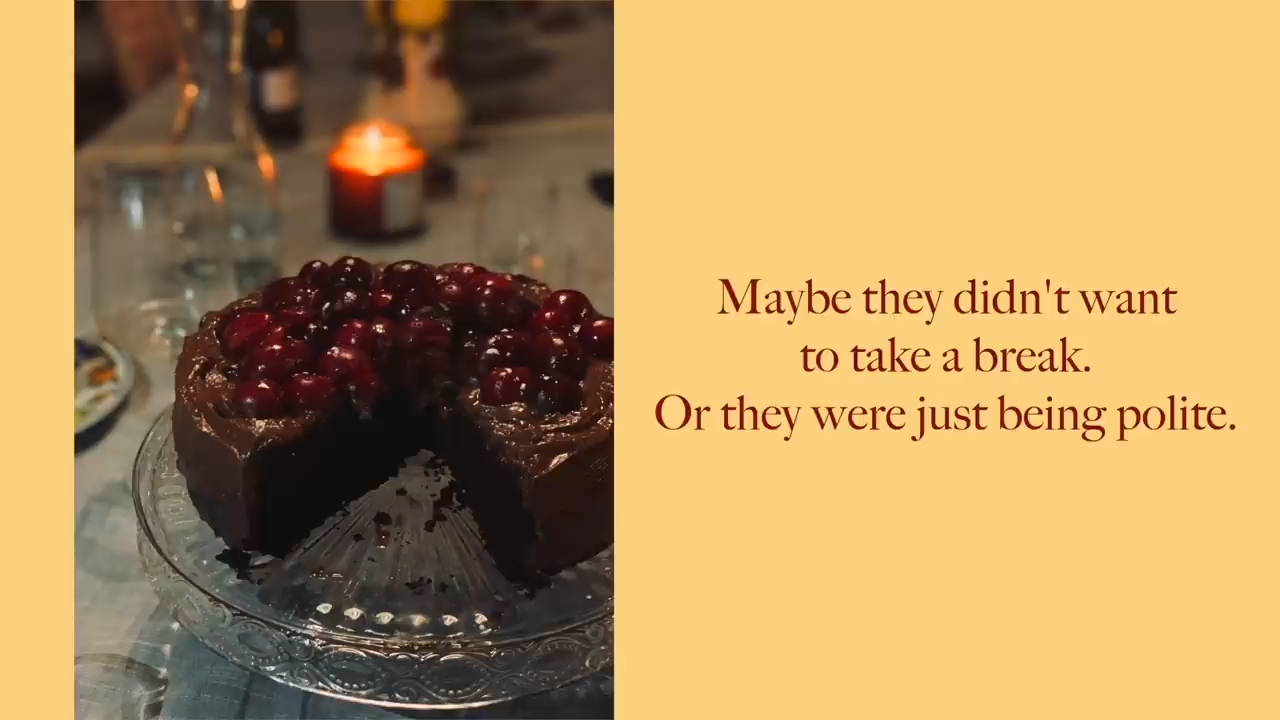 Maybe they didn't want
to take a break.
Or they were just being polite.